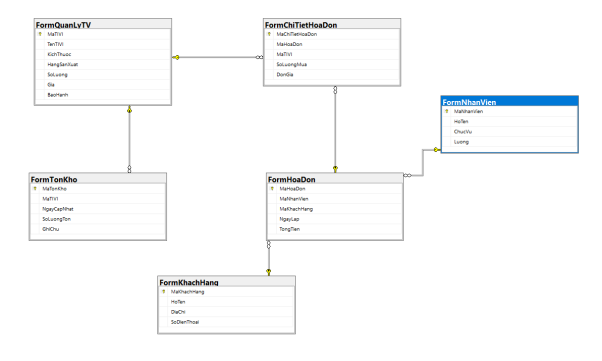 FormQuanLyTV
MaTIVI
TenTIVI
KichThuoc
HangSanXuat
SoLuong
Gia
BaoHanh
FormChiTietHoaDon
MaChiTietHoaDon
MaHoaDon
MaTIVI
SoLuongMua
DonGia
FormNhanVien
MaNhanVien
HoTen
ChucVu
Luong
FormTonKho
MaTonKho
MaTIVI
NgayCapNhat
SoLuongTon
GhiChu
FormHoaDon
MaHoaDon
MaNhanVien
MaKhachHang
NgayLap
TongTien
FormKhachHang
MaKhachHang
HoTen
DiaChi
SoDienThoai